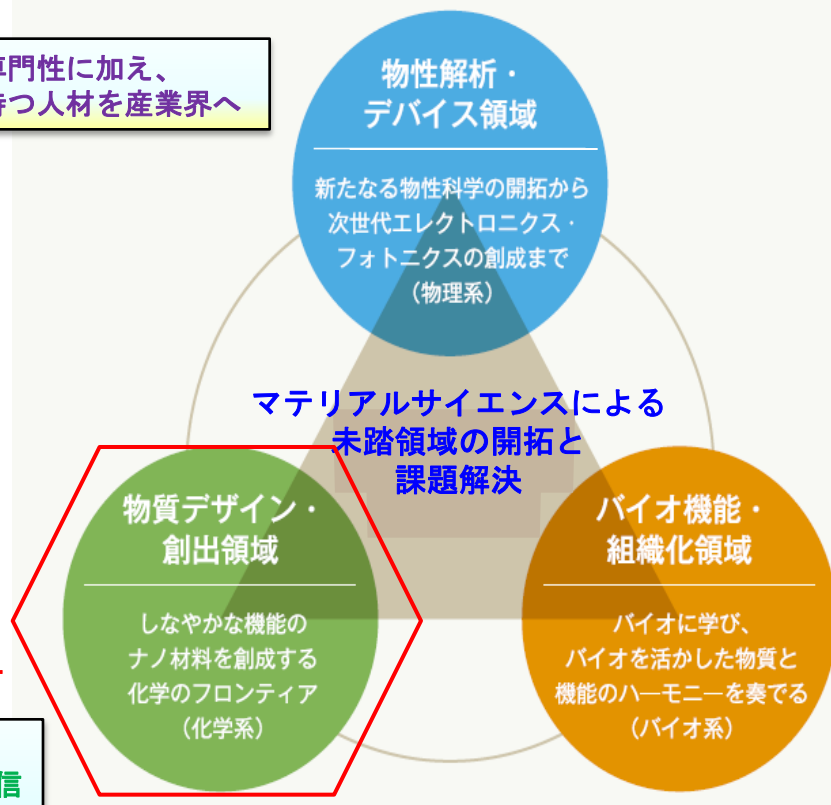 専門性に加え、
持つ人材を産業界へ
物性解析・
デバイス領域
新たなる物性科学の開拓から
次世代エレクトロニクス・
フォトニクスの創成まで
（物理系）
マテリアルサイエンスによる
未踏領域の開拓と
課題解決
物質デザイン・
創出領域
しなやかな機能の
ナノ材料を創成する
化学のフロンティア
（化学系）
バイオ機能・
組織化領域
バイオに学び、
バイオを活かした物質と
機能のハーモニーを奏でる
（バイオ系）
信